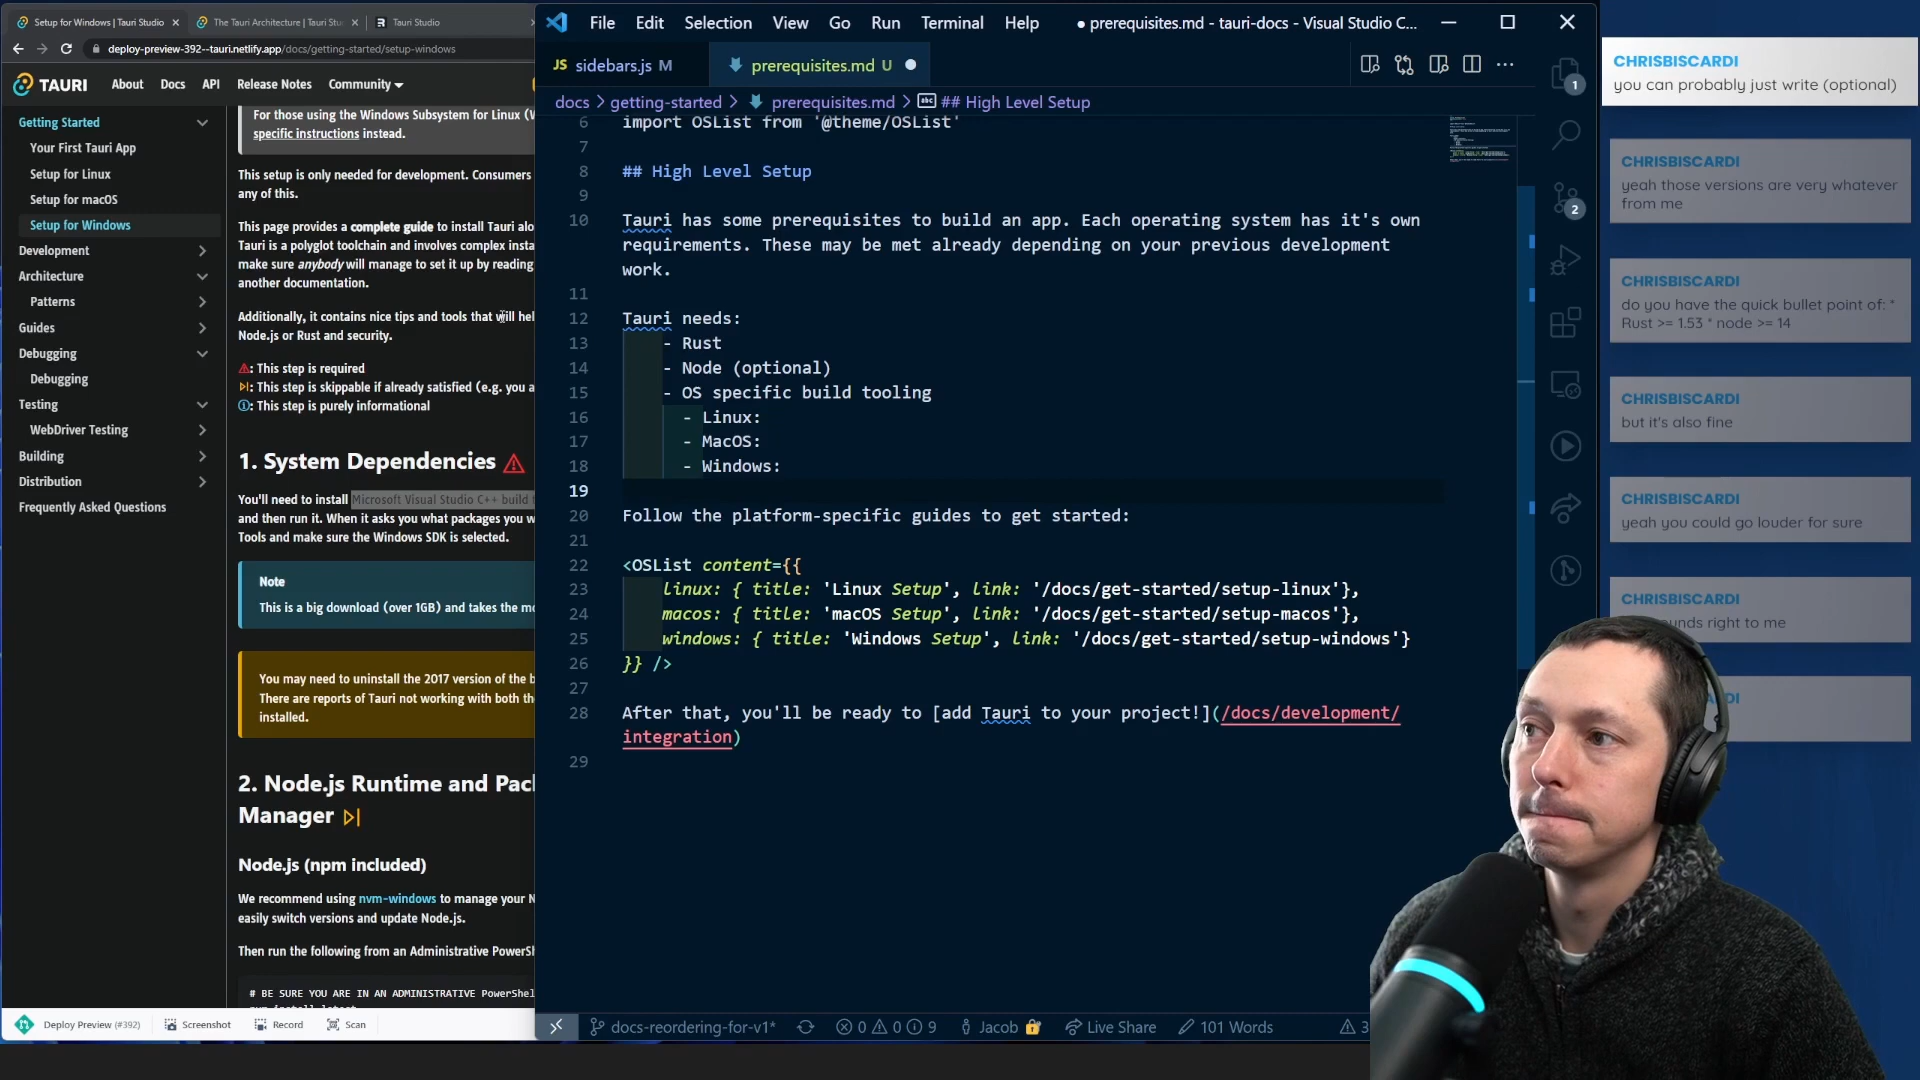 Setup for Windows | Tauri Studio
The Tauri Architecture | Tauri Stu
Tauri Studio
deploy-preview-392--tauri.netlify.app/docs/getting-started/setup-windows
TAURI
About
Docs
API
Release Notes
Community
Getting Started
Your First Tauri App
Setup for Linux
Setup for macOS
Setup for Windows
Development
Architecture
Patterns
Guides
Debugging
Debugging
Testing
WebDriver Testing
Building
Distribution
Frequently Asked Questions
For those using the Windows Subsystem for Linux (W
specific instructions instead.
This setup is only needed for development. Consumers
any of this.
This page provides a complete guide to install Tauri alo
Tauri is a polyglot toolchain and involves complex insta
make sure anybody will manage to set it up by reading
another documentation.
Additionally, it contains nice tips and tools that will hel
Node.js or Rust and security.
: This step is required
: This step is skippable if already satisfied (e.g. you a
: This step is purely informational
1. System Dependencies
You'll need to install Microsoft Visual Studio C++ build t
and then run it. When it asks you what packages you w
Tools and make sure the Windows SDK is selected.
Note
This is a big download (over 1GB) and takes the mo
You may need to uninstall the 2017 version of the b
There are reports of Tauri not working with both the
installed.
2. Node.js Runtime and Pack
Manager
Node.js (npm included)
We recommend using nvm-windows to manage your N
easily switch versions and update Node.js.
Then run the following from an Administrative PowerShe
# BE SURE YOU ARE IN AN ADMINISTRATIVE PowerShel
Deploy Preview (#392)
Screenshot
Record
Scan
File Edit Selection View Go Run Terminal Help
● prerequisites.md - tauri-docs - Visual Studio C...
JS sidebars.js M
prerequisites.md U
docs > getting-started > prerequisites.md > ## High Level Setup
6 import OSList from '@theme/OSList'
7
8 ## High Level Setup
9
10 Tauri has some prerequisites to build an app. Each operating system has it's own
requirements. These may be met already depending on your previous development
work.
11
12 Tauri needs:
13 - Rust
14 - Node (optional)
15 - OS specific build tooling
16 - Linux:
17 - MacOS:
18 - Windows:
19
20 Follow the platform-specific guides to get started:
21
22 <OSList content={{
23 linux: { title: 'Linux Setup', link: '/docs/get-started/setup-linux'},
24 macos: { title: 'macOS Setup', link: '/docs/get-started/setup-macos'},
25 windows: { title: 'Windows Setup', link: '/docs/get-started/setup-windows'}
26 }} />
27
28 After that, you'll be ready to [add Tauri to your project!](/docs/development/
integration)
29
docs-reordering-for-v1*
0 0 9
Jacob
Live Share
101 Words
3
1
2
CHRISBISCARDI
you can probably just write (optional)
CHRISBISCARDI
yeah those versions are very whatever
from me
CHRISBISCARDI
do you have the quick bullet point of: *
Rust >= 1.53 * node >= 14
CHRISBISCARDI
but it's also fine
CHRISBISCARDI
yeah you could go louder for sure
CHRISBISCARDI
ounds right to me